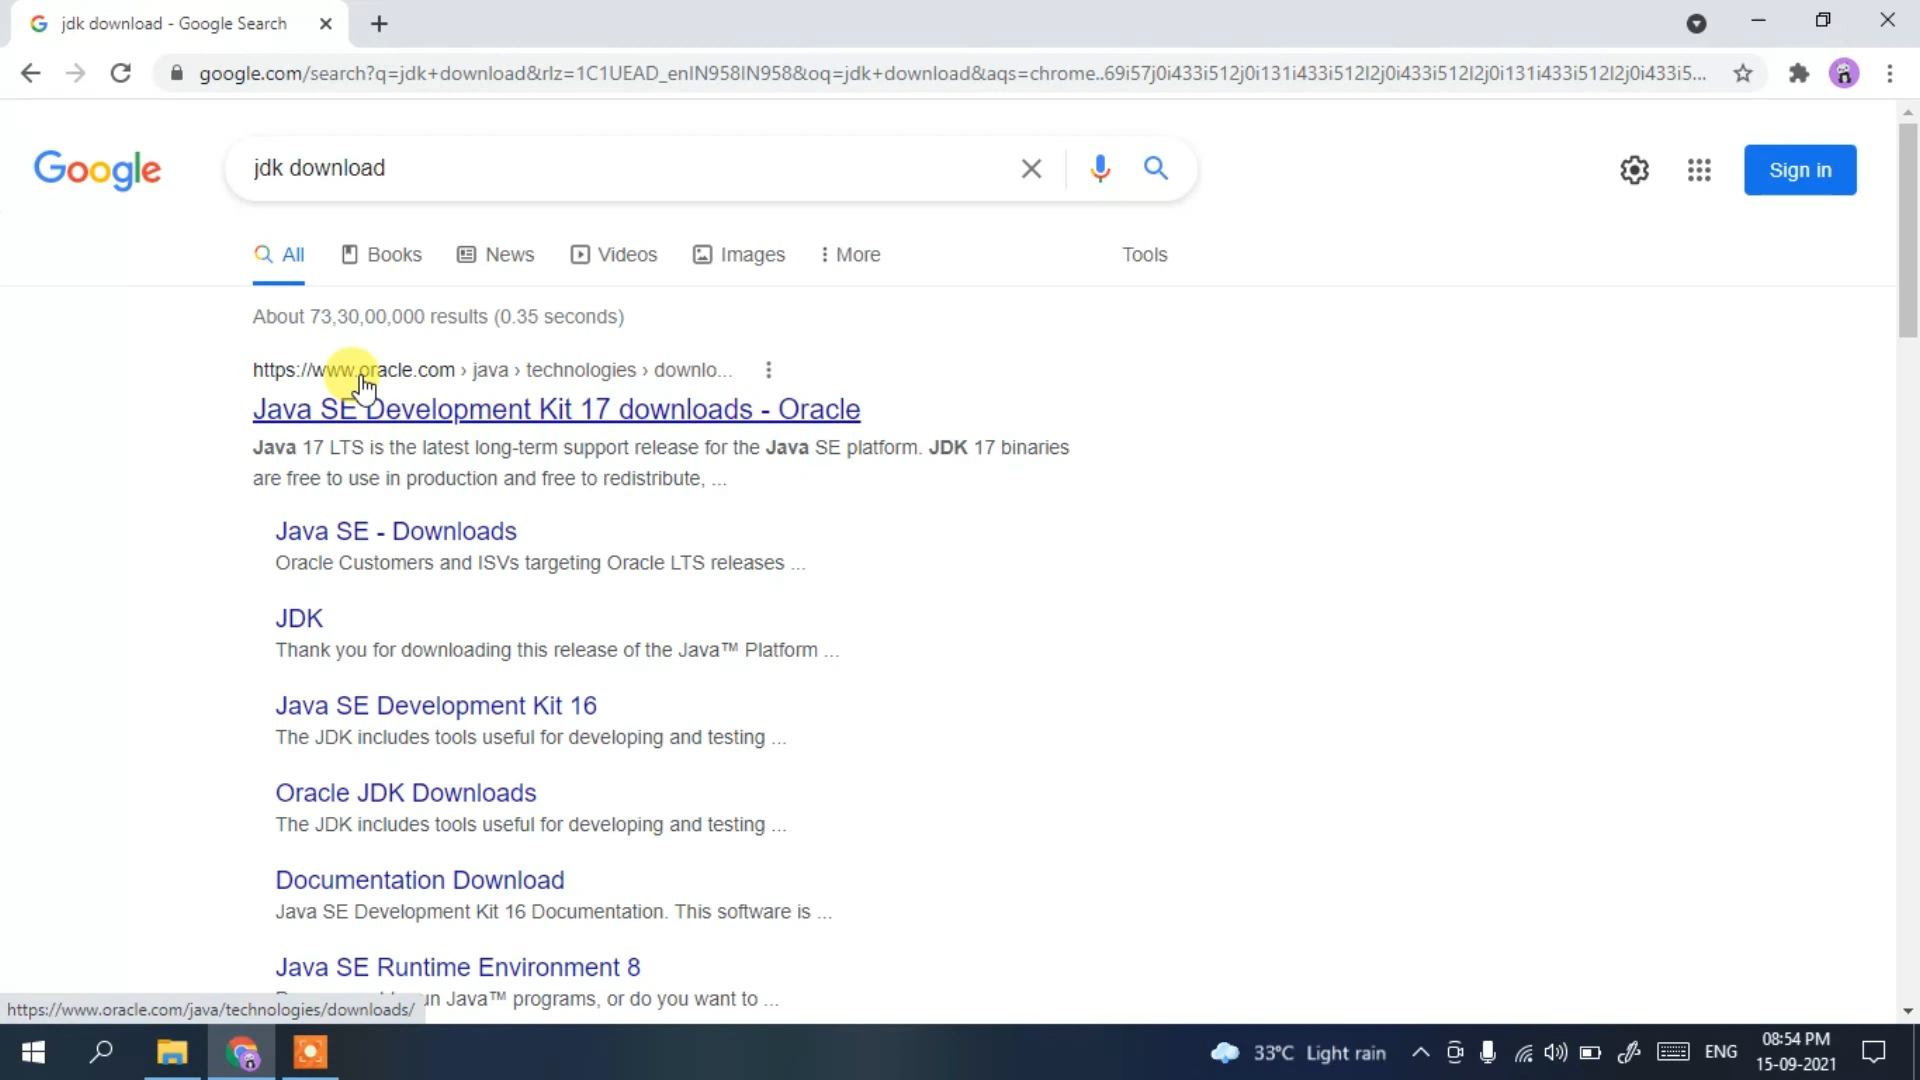 jdk download - Google Search
google.com/search?q=jdk+download&rlz=1C1UEAD_enIN958IN958&oq=jdk+download&aqs=chrome..69i57j0i433i512j0i131i433i512l2j0i433i512l2j0i131i433i512l2j0i433i5...
Google
jdk download
Sign in
All Books News Videos Images More Tools
About 73,30,00,000 results (0.35 seconds)
https://www.oracle.com › java › technologies › downlo...
Java SE Development Kit 17 downloads - Oracle
Java 17 LTS is the latest long-term support release for the Java SE platform. JDK 17 binaries
are free to use in production and free to redistribute, ...
Java SE - Downloads
Oracle Customers and ISVs targeting Oracle LTS releases ...
JDK
Thank you for downloading this release of the Java™ Platform ...
Java SE Development Kit 16
The JDK includes tools useful for developing and testing ...
Oracle JDK Downloads
The JDK includes tools useful for developing and testing ...
Documentation Download
Java SE Development Kit 16 Documentation. This software is ...
Java SE Runtime Environment 8
Java™ programs, or do you want to ...
https://www.oracle.com/java/technologies/downloads/
33°C Light rain
ENG
08:54 PM
15-09-2021